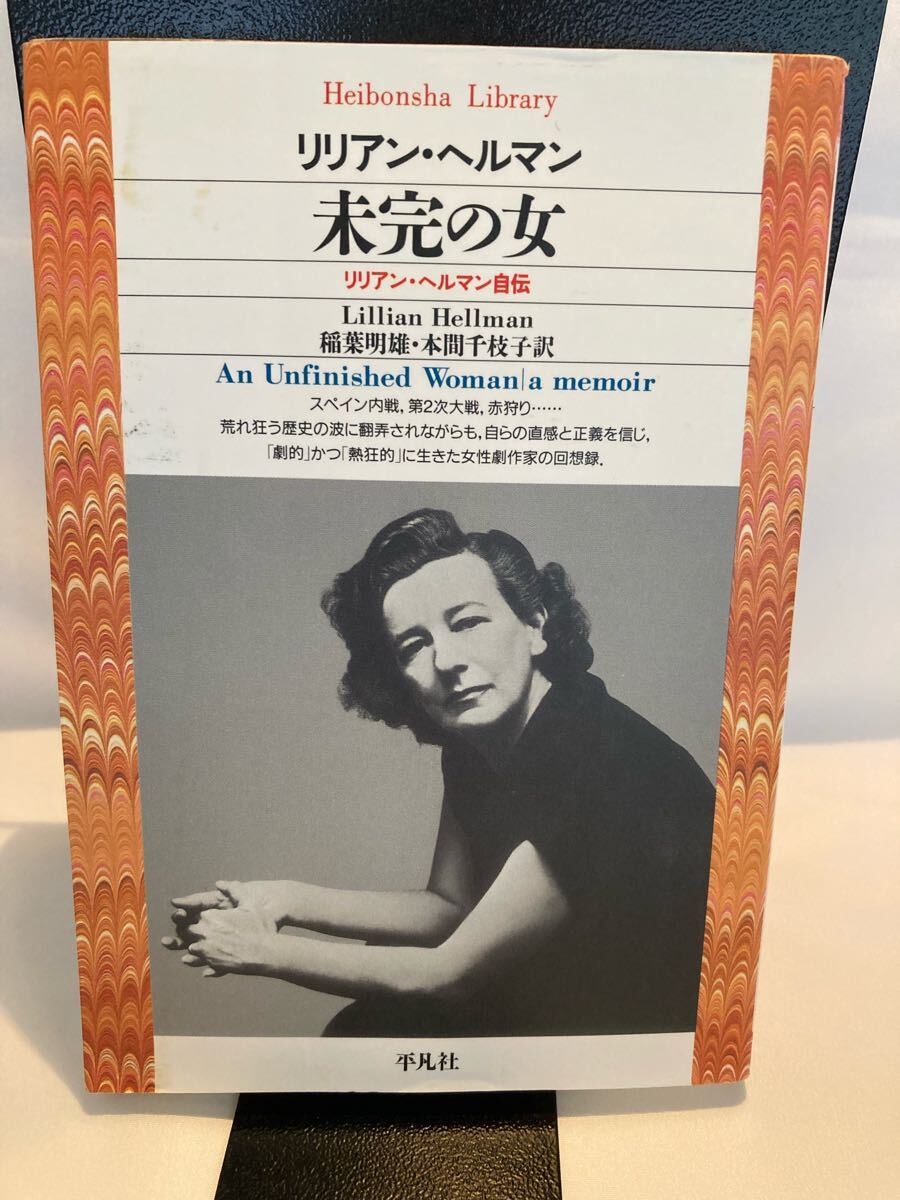 Heibonsha Library
リリアン・ヘルマン
未完の女
リリアン・ヘルマン自伝
Lillian Hellman
稲葉明雄・本間千枝子訳
An Unfinished Woman|a memoir
スペイン内戦，第2次大戦，赤狩り……
荒れ狂う歴史の波に翻弄されながらも，自らの直感と正義を信じ，
「劇的」かつ「熱狂的」に生きた女性劇作家の回想録．
平凡社